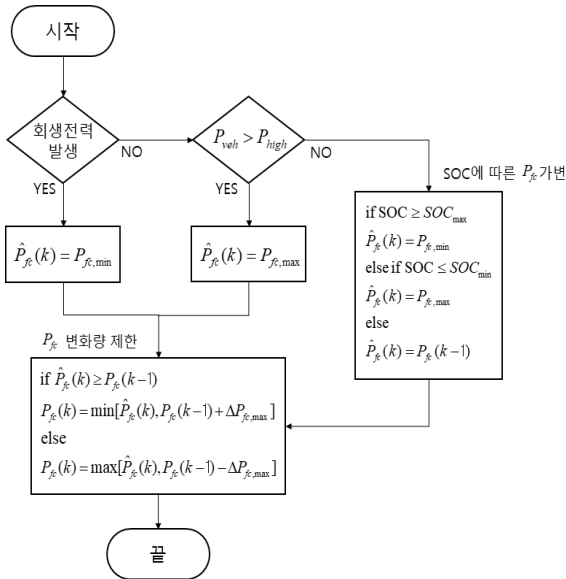 시작
회생전력
발생
NO
YES
P_veh > P_high
NO
YES
SOC에 따른 P_fc 가변
P̂_fc(k) = P_fc,min
P̂_fc(k) = P_fc,max
if SOC ≥ SOC_max
P̂_fc(k) = P_fc,min
else if SOC ≤ SOC_min
P̂_fc(k) = P_fc,max
else
P̂_fc(k) = P_fc(k−1)
P_fc 변화량 제한
if P̂_fc(k) ≥ P_fc(k−1)
P_fc(k) = min[P̂_fc(k), P_fc(k−1) + ΔP_fc,max]
else
P_fc(k) = max[P̂_fc(k), P_fc(k−1) − ΔP_fc,max]
끝